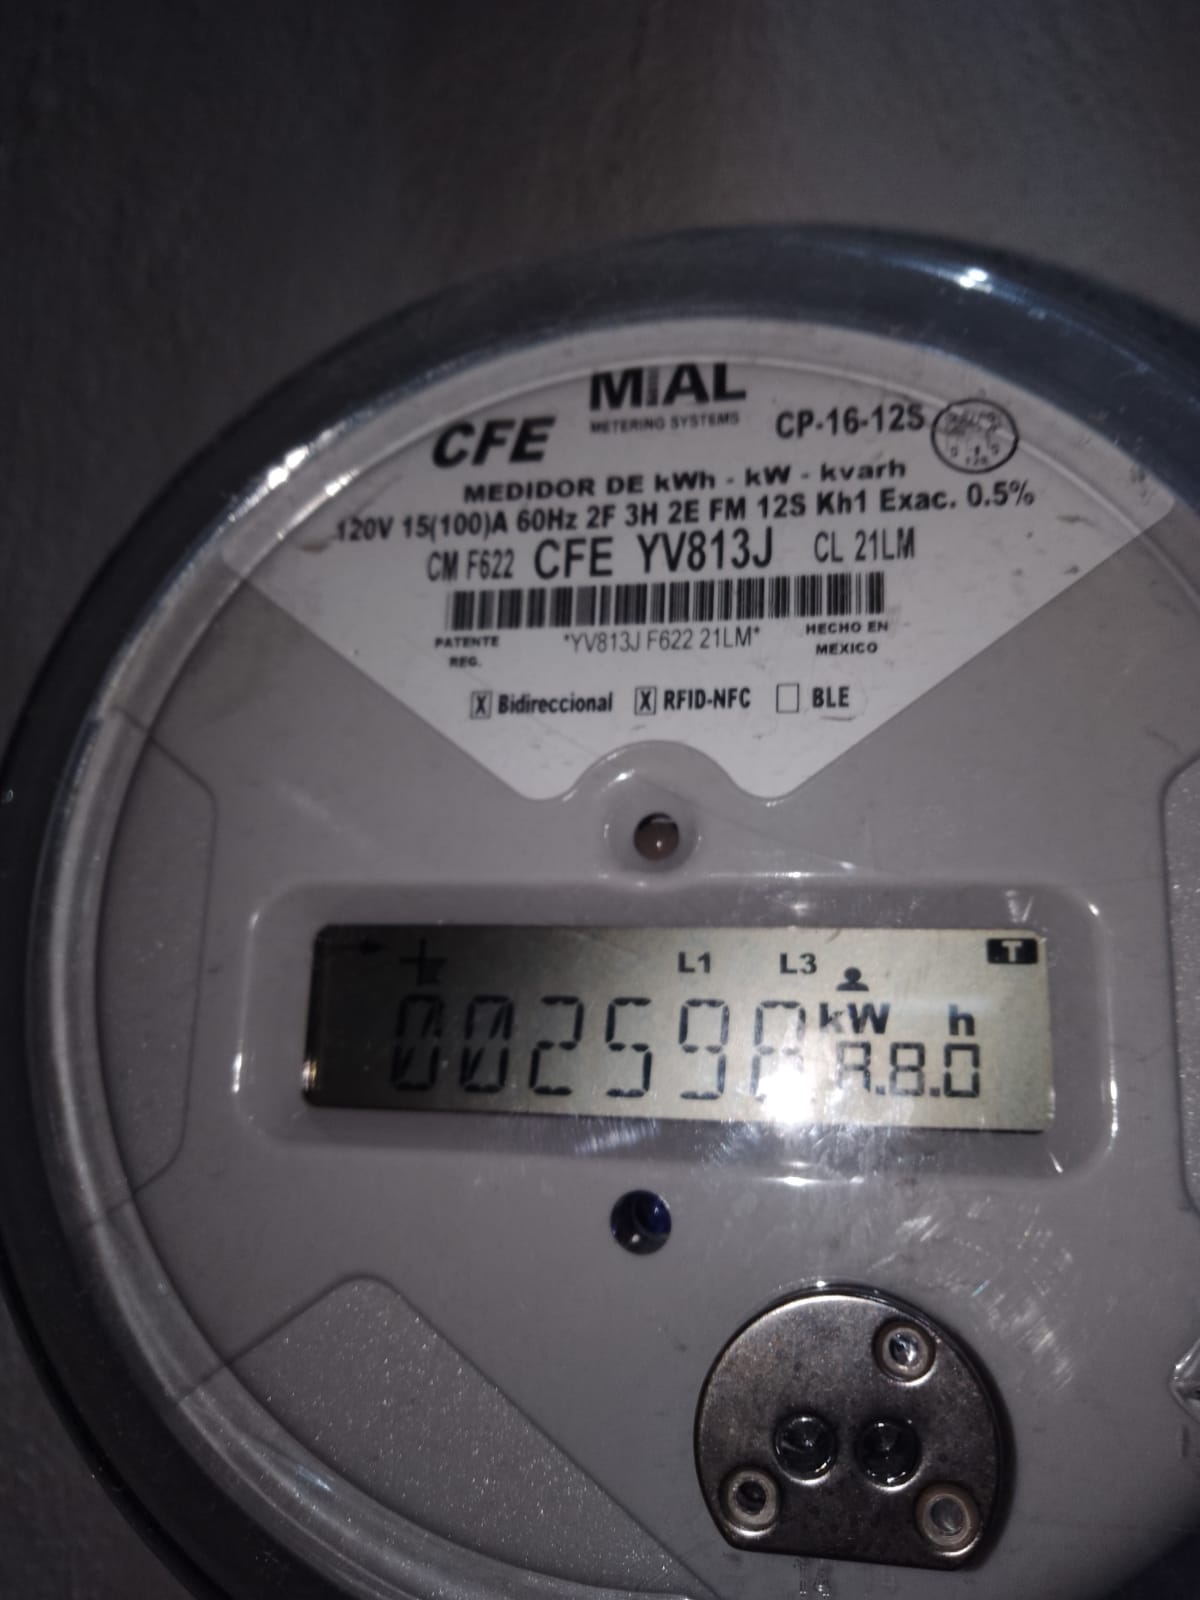 MIAL
METERING SYSTEMS
CFE
CP-16-12S
MEDIDOR DE kWh - kW - kvarh
120V 15(100)A 60Hz 2F 3H 2E FM 12S Kh1 Exac. 0.5%
CM F622 CFE YV813J CL 21LM
PATENTE REG.
*YV813J F622 21LM*
HECHO EN MEXICO
X Bidireccional X RFID-NFC BLE
L1 L3 T
kW h